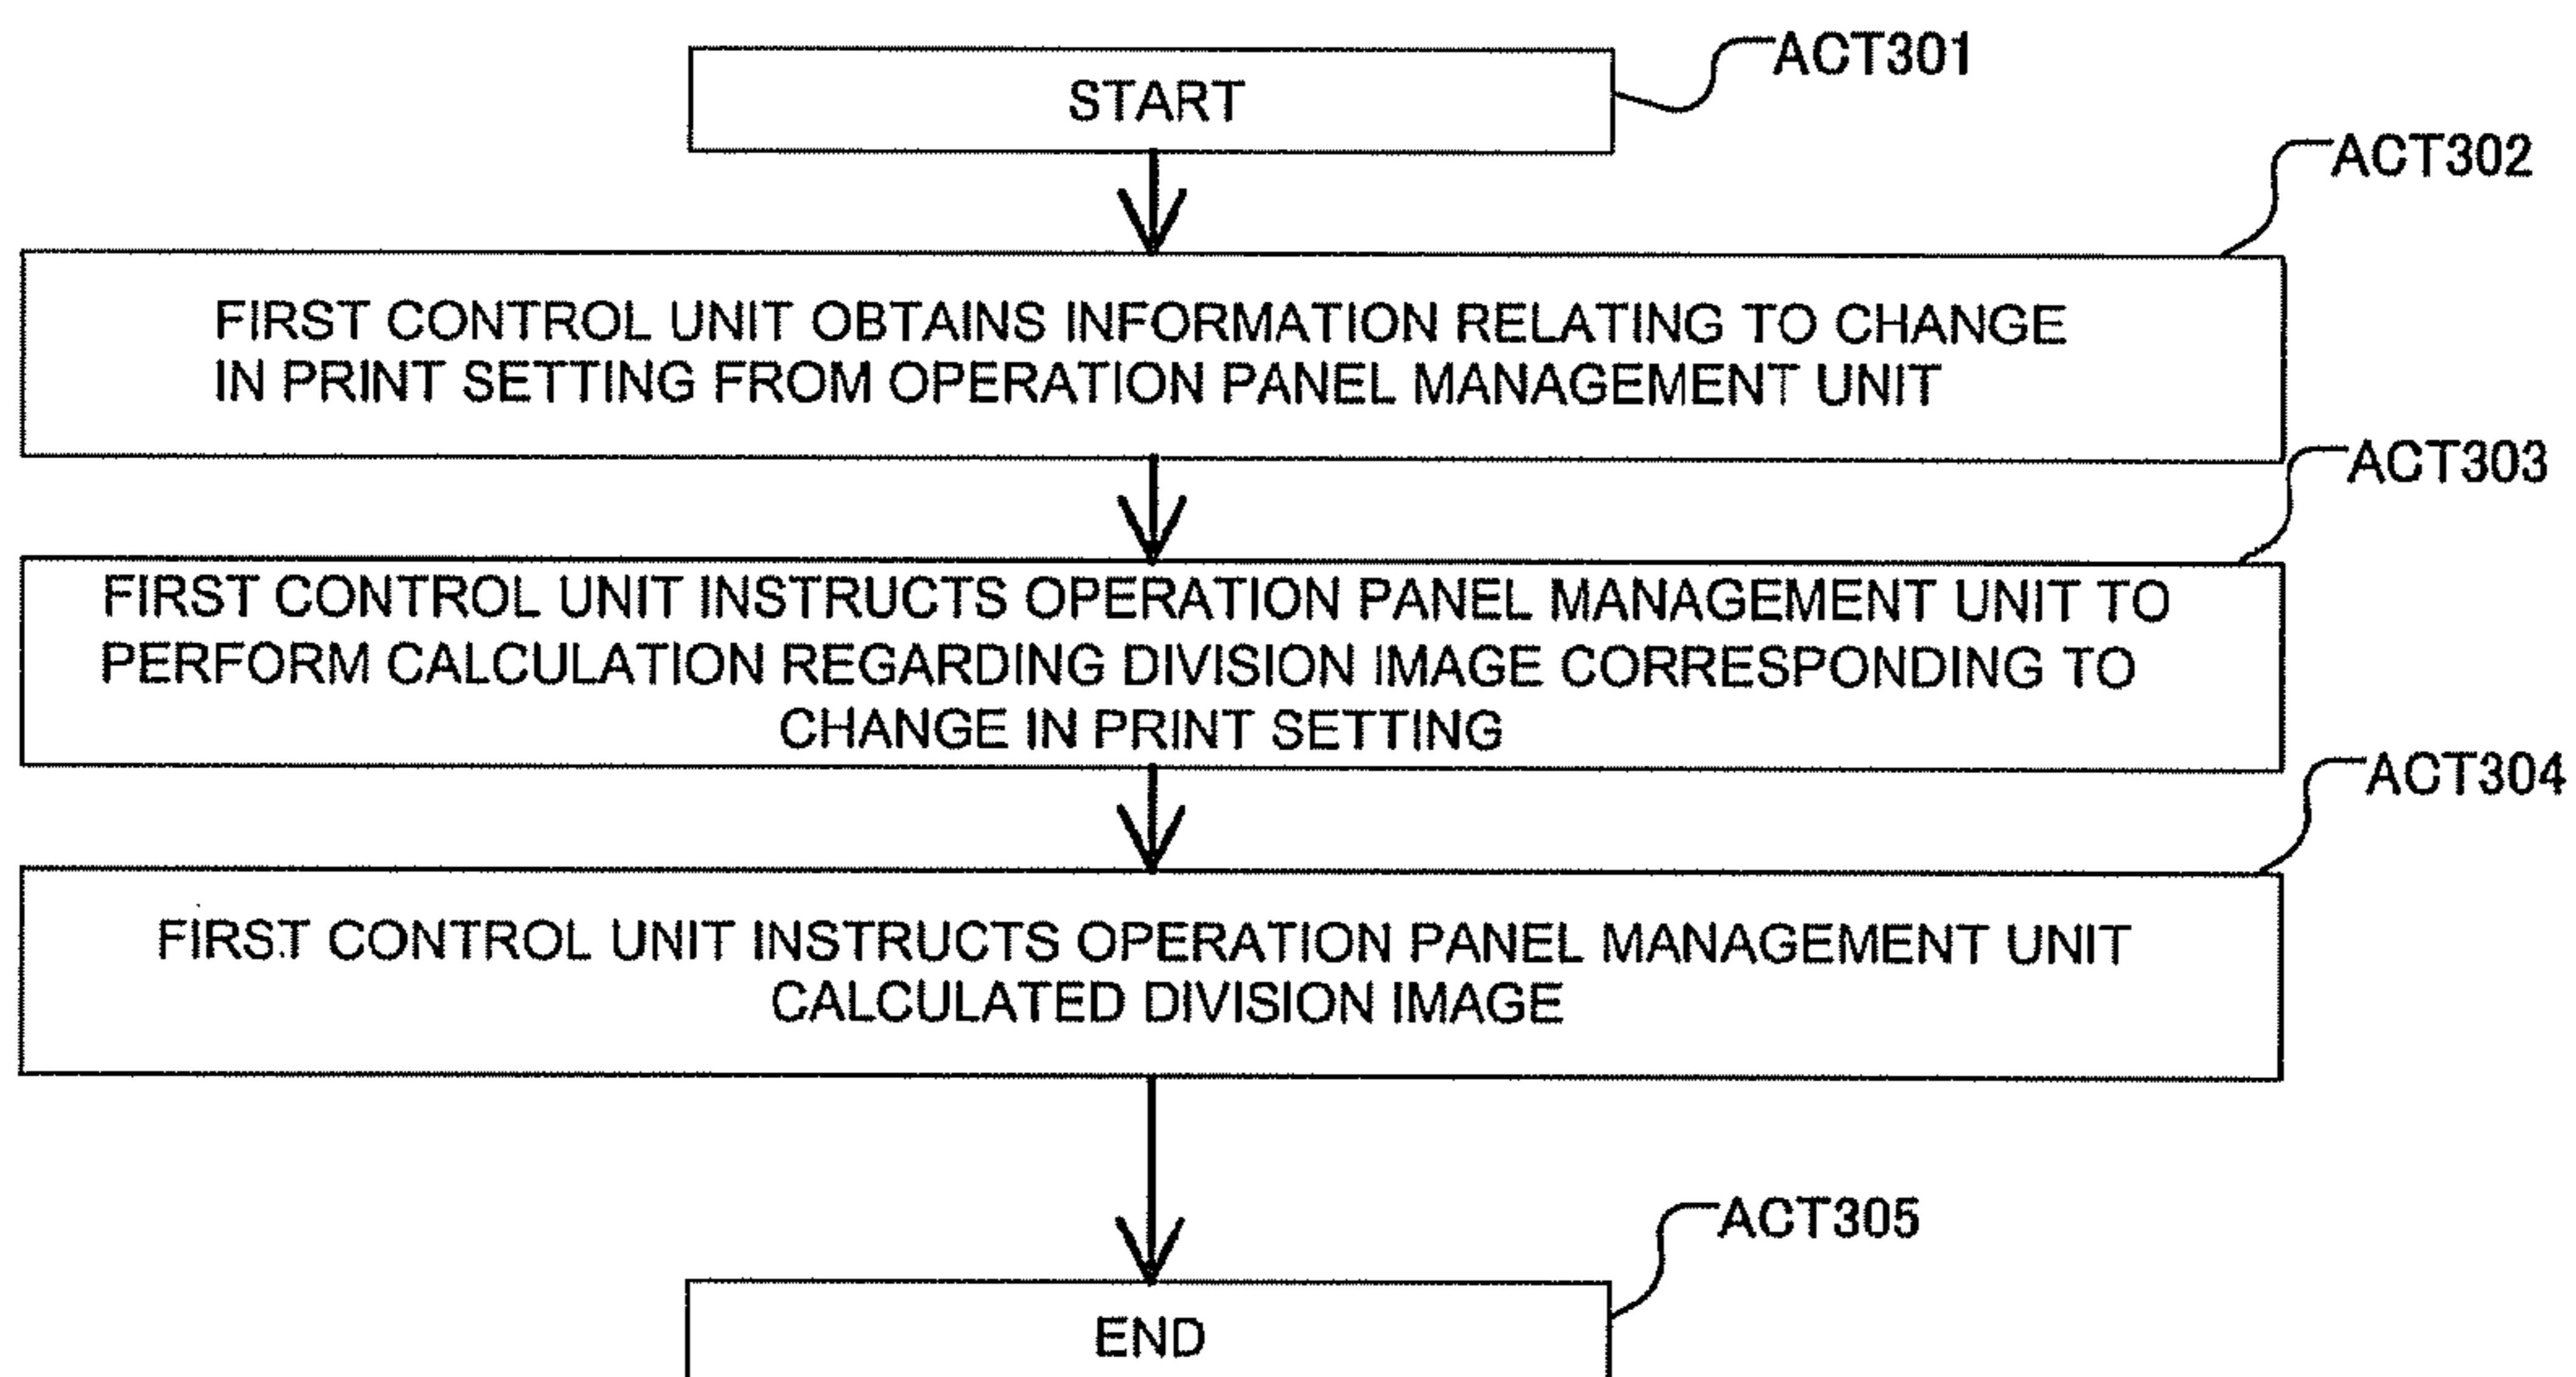 START
ACT301
ACT302
FIRST CONTROL UNIT OBTAINS INFORMATION RELATING TO CHANGE
IN PRINT SETTING FROM OPERATION PANEL MANAGEMENT UNIT
ACT303
FIRST CONTROL UNIT INSTRUCTS OPERATION PANEL MANAGEMENT UNIT TO
PERFORM CALCULATION REGARDING DIVISION IMAGE CORRESPONDING TO
CHANGE IN PRINT SETTING
ACT304
FIRST CONTROL UNIT INSTRUCTS OPERATION PANEL MANAGEMENT UNIT
CALCULATED DIVISION IMAGE
ACT305
END